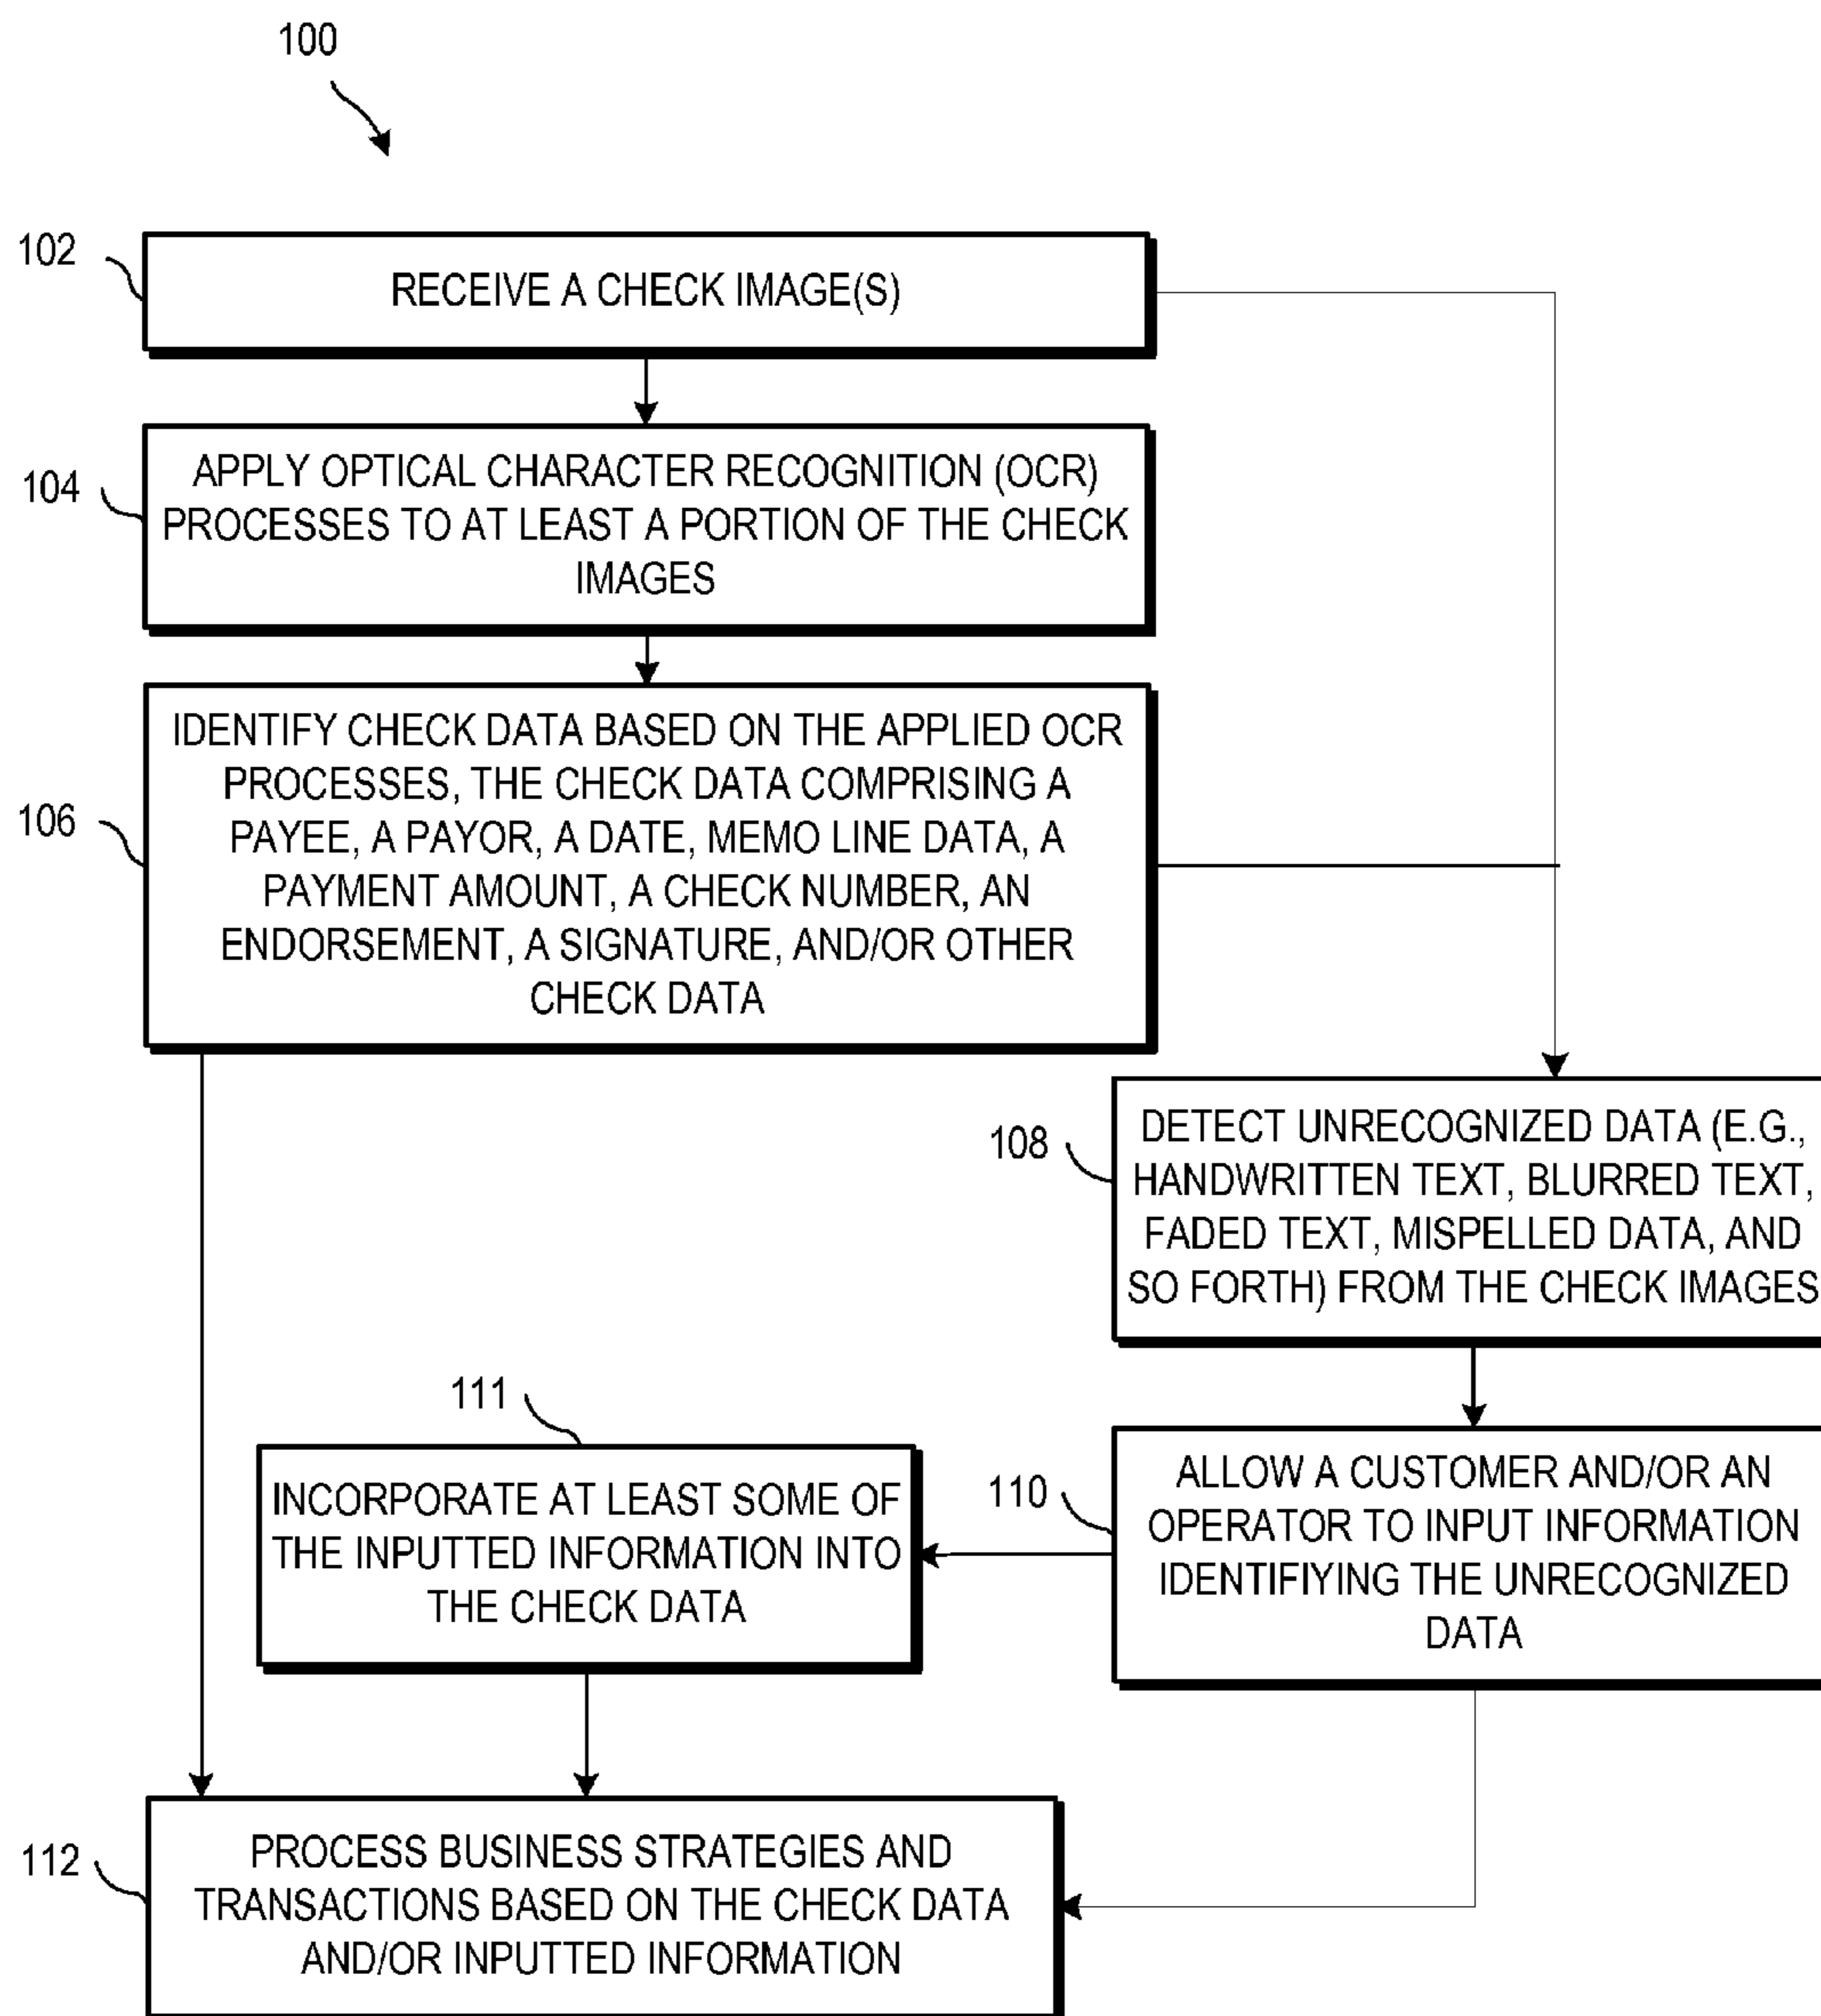 100
102
RECEIVE A CHECK IMAGE(S)
104
APPLY OPTICAL CHARACTER RECOGNITION (OCR)
PROCESSES TO AT LEAST A PORTION OF THE CHECK
IMAGES
106
IDENTIFY CHECK DATA BASED ON THE APPLIED OCR
PROCESSES, THE CHECK DATA COMPRISING A
PAYEE, A PAYOR, A DATE, MEMO LINE DATA, A
PAYMENT AMOUNT, A CHECK NUMBER, AN
ENDORSEMENT, A SIGNATURE, AND/OR OTHER
CHECK DATA
108
DETECT UNRECOGNIZED DATA (E.G.,
HANDWRITTEN TEXT, BLURRED TEXT,
FADED TEXT, MISPELLED DATA, AND
SO FORTH) FROM THE CHECK IMAGES
110
ALLOW A CUSTOMER AND/OR AN
OPERATOR TO INPUT INFORMATION
IDENTIFIYING THE UNRECOGNIZED
DATA
111
INCORPORATE AT LEAST SOME OF
THE INPUTTED INFORMATION INTO
THE CHECK DATA
112
PROCESS BUSINESS STRATEGIES AND
TRANSACTIONS BASED ON THE CHECK DATA
AND/OR INPUTTED INFORMATION